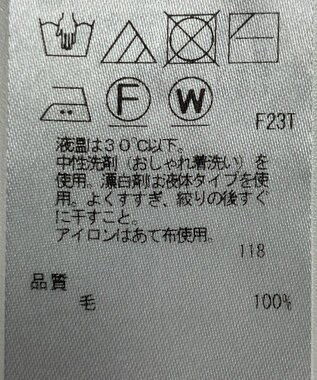 F W
F23T
液温は30℃以下。
中性洗剤（おしゃれ着洗い）を
使用。漂白剤は液体タイプを使
用。よくすすぎ、絞りの後すぐ
に干すこと。
アイロンはあて布使用。
118
品質
毛 100%